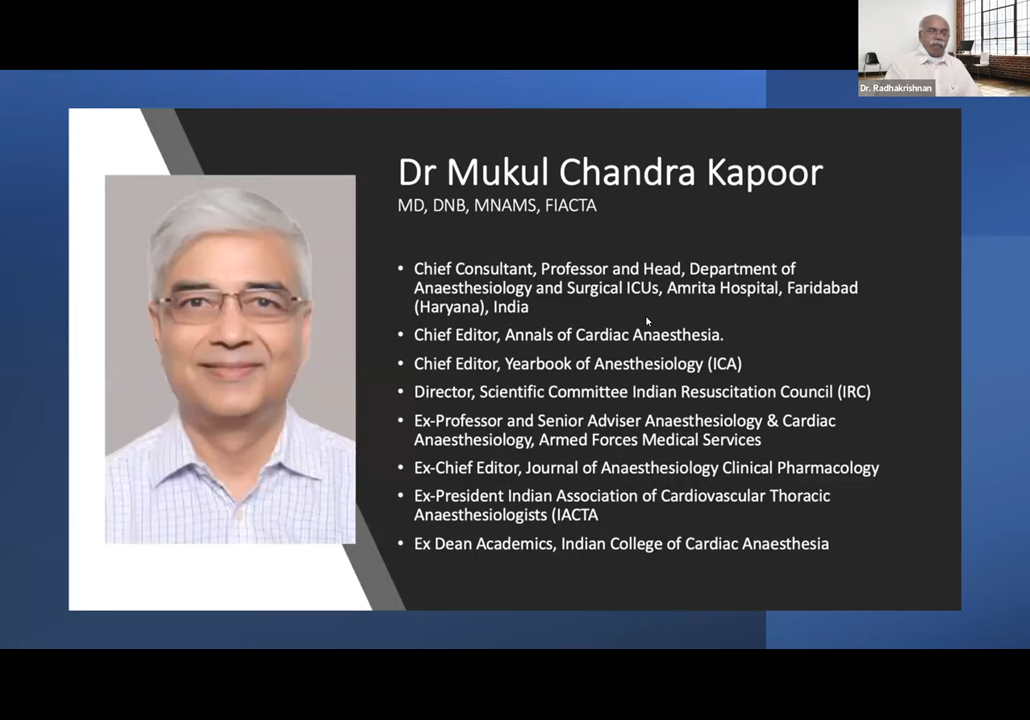 Dr. Radhakrishnan
Dr Mukul Chandra Kapoor
MD, DNB, MNAMS, FIACTA
• Chief Consultant, Professor and Head, Department of
Anaesthesiology and Surgical ICUs, Amrita Hospital, Faridabad
(Haryana), India
• Chief Editor, Annals of Cardiac Anaesthesia.
• Chief Editor, Yearbook of Anesthesiology (ICA)
• Director, Scientific Committee Indian Resuscitation Council (IRC)
• Ex-Professor and Senior Adviser Anaesthesiology & Cardiac
Anaesthesiology, Armed Forces Medical Services
• Ex-Chief Editor, Journal of Anaesthesiology Clinical Pharmacology
• Ex-President Indian Association of Cardiovascular Thoracic
Anaesthesiologists (IACTA
• Ex Dean Academics, Indian College of Cardiac Anaesthesia